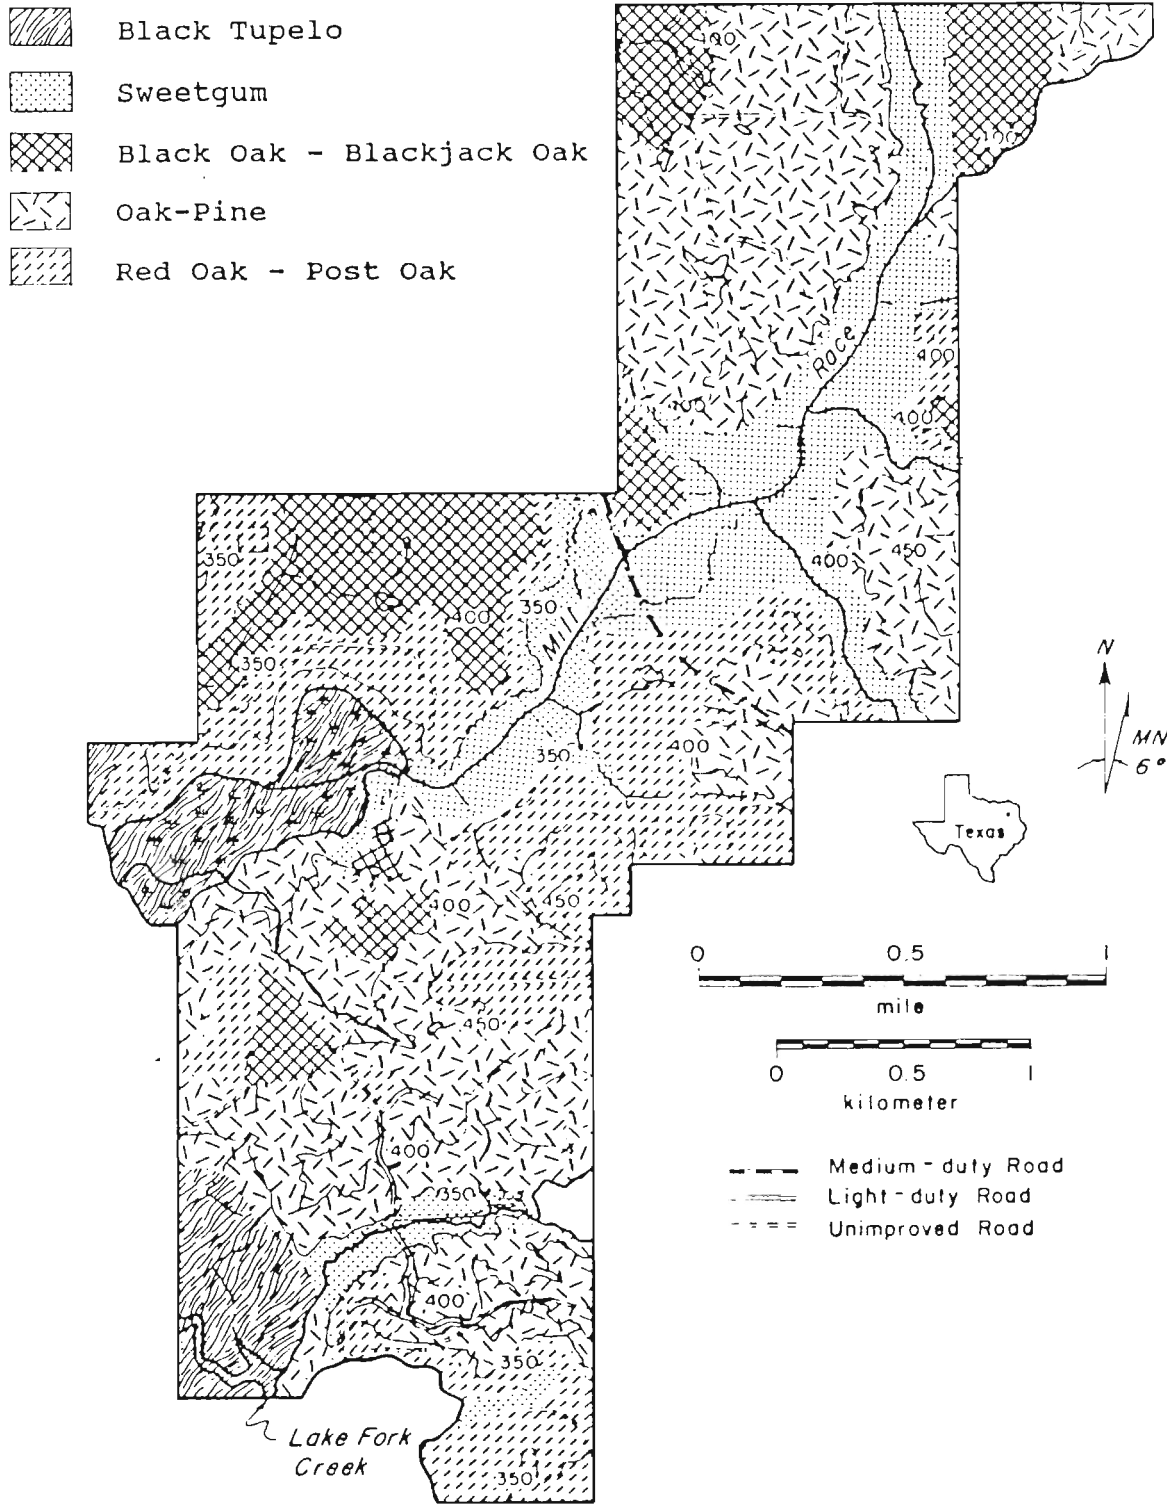 Black Tupelo
Sweetgum
Black Oak - Blackjack Oak
Oak-Pine
Red Oak - Post Oak
400
400
Race
400
400
400
350
400
450
400
350
Mill
350
N
MN
6°
350
400
Texas
400
450
0 0.5 1
mile
450
0 0.5 1
kilometer
400
350
Medium-duty Road
Light-duty Road
Unimproved Road
400
350
Lake Fork
Creek
350